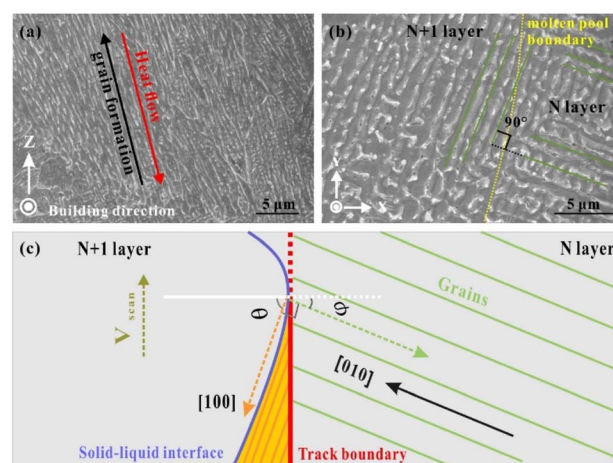 (a)
grain formation
Heat flow
Z
Building direction
5 μm
(b)
N+1 layer
molten pool
boundary
N layer
90°
Y
X
5 μm
(c)
N+1 layer
N layer
V scan
θ
ϕ
Grains
[100]
[010]
Solid-liquid interface
Track boundary